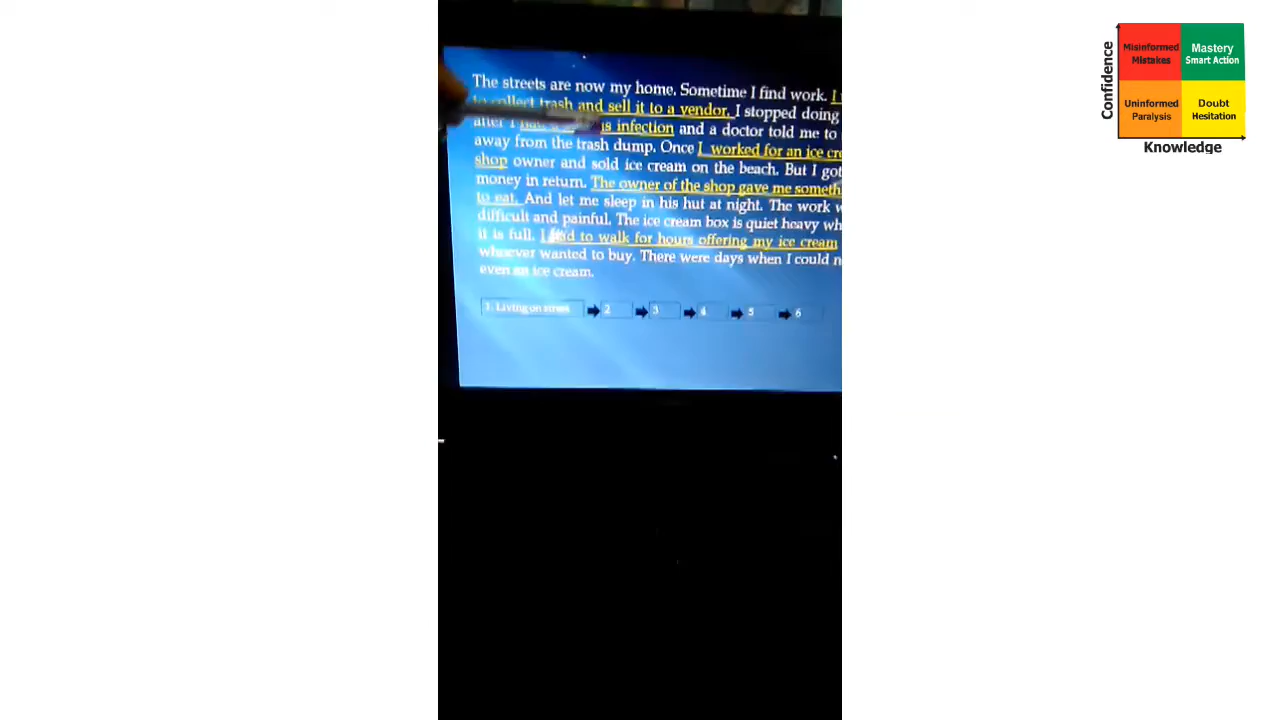 The streets are now my home. Sometime I find work. I
to collect trash and sell it to a vendor. I stopped doing
after I had a infection and a doctor told me to
away from the trash dump. Once I worked for an ice
shop owner and sold ice cream on the beach. But I got
money in return. The owner of the shop gave me
to eat. And let me sleep in his hut at night. The work
difficult and painful. The ice cream box is quiet heavy
it is full. I had to walk for hours offering my ice cream
whoever wanted to buy. There were days when I could
even an ice cream.
1. Living on street 2 3 4 5 6
Confidence
Misinformed Mistakes
Mastery Smart Action
Uninformed Paralysis
Doubt Hesitation
Knowledge